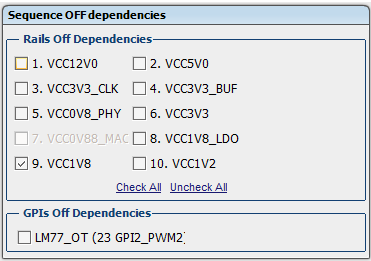 Sequence OFF dependencies
Rails Off Dependencies
1. VCC12V0 2. VCC5V0
3. VCC3V3_CLK 4. VCC3V3_BUF
5. VCC0V8_PHY 6. VCC3V3
7. VCC0V88_MAC 8. VCC1V8_LDO
9. VCC1V8 10. VCC1V2
Check All Uncheck All
GPIs Off Dependencies
LM77_OT (23 GPI2_PWM2)